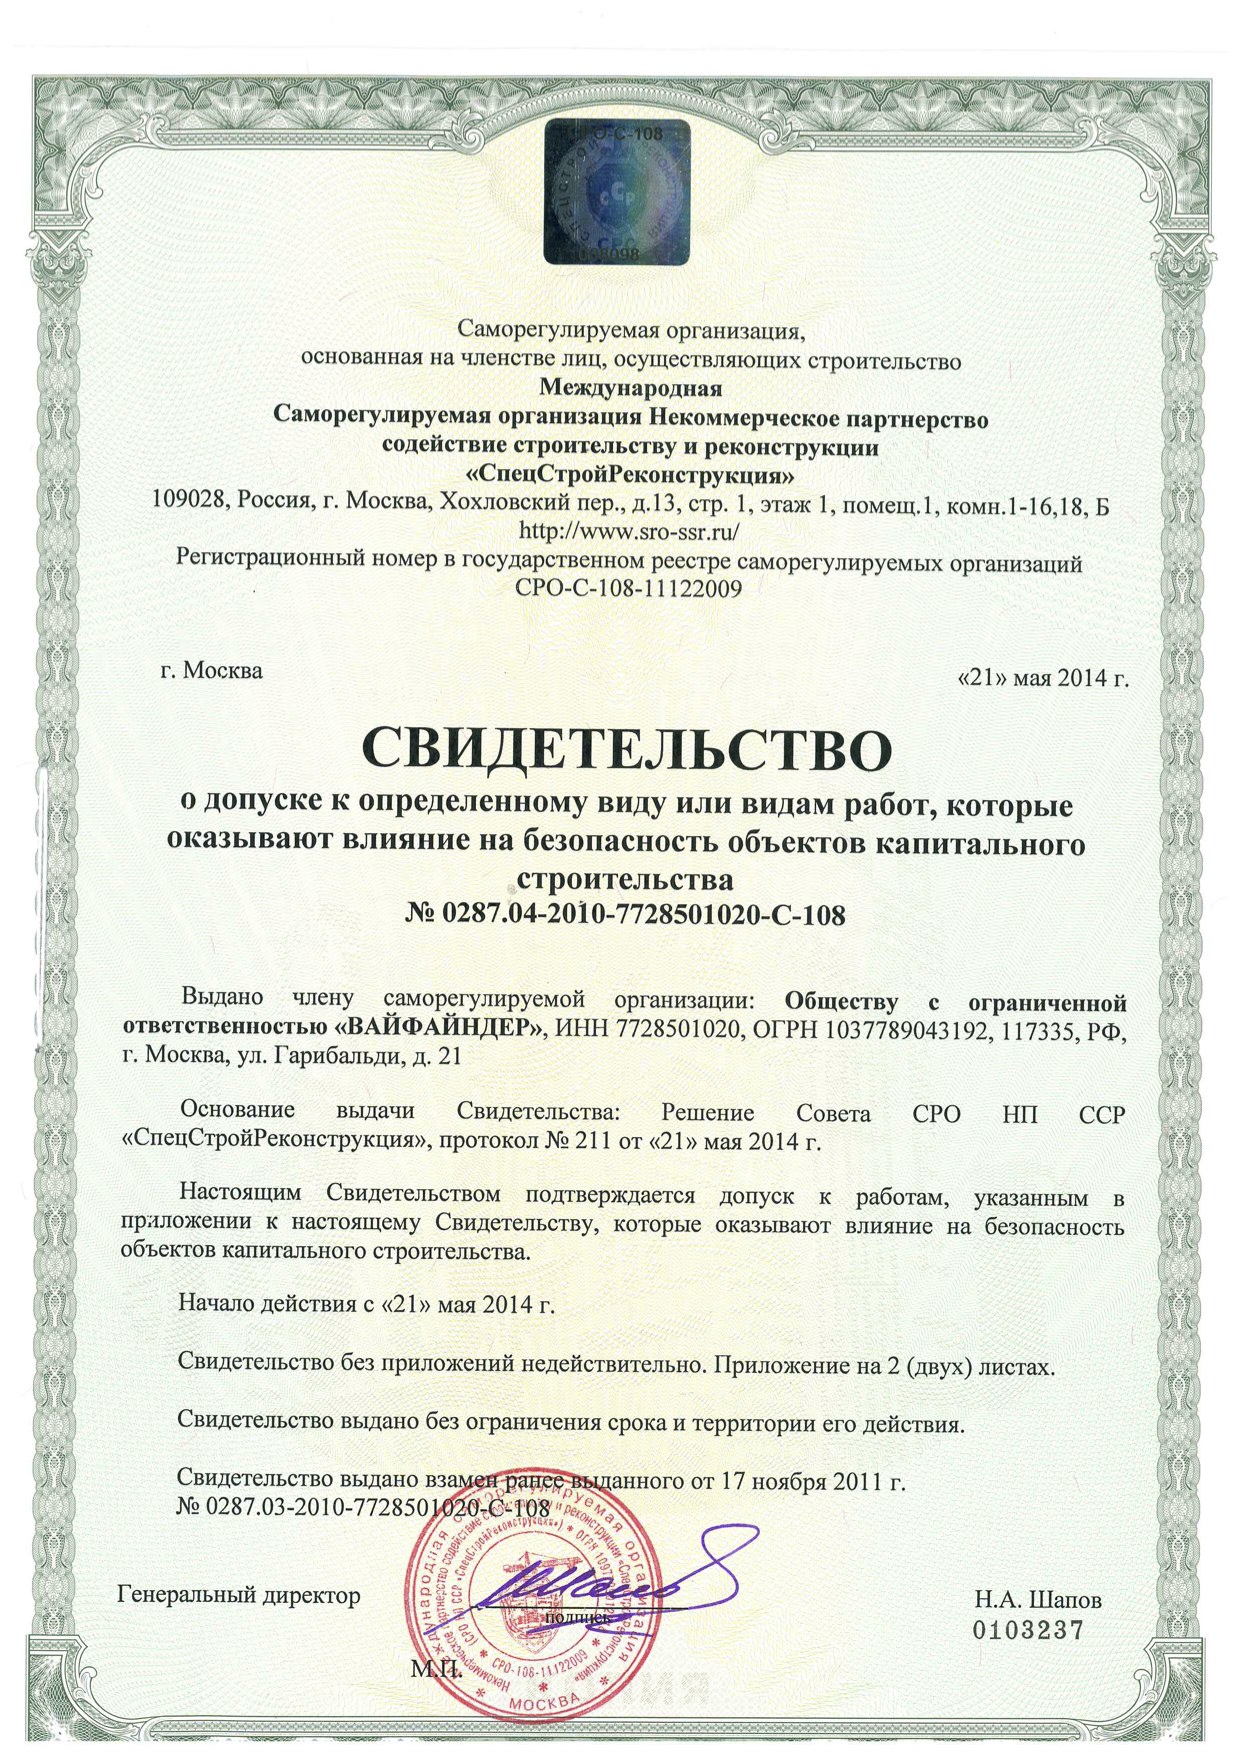 СРО-С-108
ССР
СРС
Саморегулируемая организация,
основанная на членстве лиц, осуществляющих строительство
Международная
Саморегулируемая организация Некоммерческое партнерство
содействие строительству и реконструкции
«СпецСтройРеконструкция»
109028, Россия, г. Москва, Хохловский пер., д.13, стр. 1, этаж 1, помещ.1, комн.1-16,18, Б
http://www.sro-ssr.ru/
Регистрационный номер в государственном реестре саморегулируемых организаций
СРО-С-108-11122009
г. Москва
«21» мая 2014 г.
СВИДЕТЕЛЬСТВО
о допуске к определенному виду или видам работ, которые
оказывают влияние на безопасность объектов капитального
строительства
№ 0287.04-2010-7728501020-С-108
Выдано члену саморегулируемой организации: Обществу с ограниченной
ответственностью «ВАЙФАЙНДЕР», ИНН 7728501020, ОГРН 1037789043192, 117335, РФ,
г. Москва, ул. Гарибальди, д. 21
Основание выдачи Свидетельства: Решение Совета СРО НП ССР
«СпецСтройРеконструкция», протокол № 211 от «21» мая 2014 г.
Настоящим Свидетельством подтверждается допуск к работам, указанным в
приложении к настоящему Свидетельству, которые оказывают влияние на безопасность
объектов капитального строительства.
Начало действия с «21» мая 2014 г.
Свидетельство без приложений недействительно. Приложение на 2 (двух) листах.
Свидетельство выдано без ограничения срока и территории его действия.
Свидетельство выдано взамен ранее выданного от 17 ноября 2011 г.
№ 0287.03-2010-7728501020-С-108
Генеральный директор
подпись
Н.А. Шапов
0103237
М.П.
Международная саморегулируемая организация
МОСКВА
Некоммерческое партнерство содействие строительству и реконструкции «СпецСтройРеконструкция»
(СРО НП ССР «СпецСтройРеконструкция»)
СРО-108-11122009